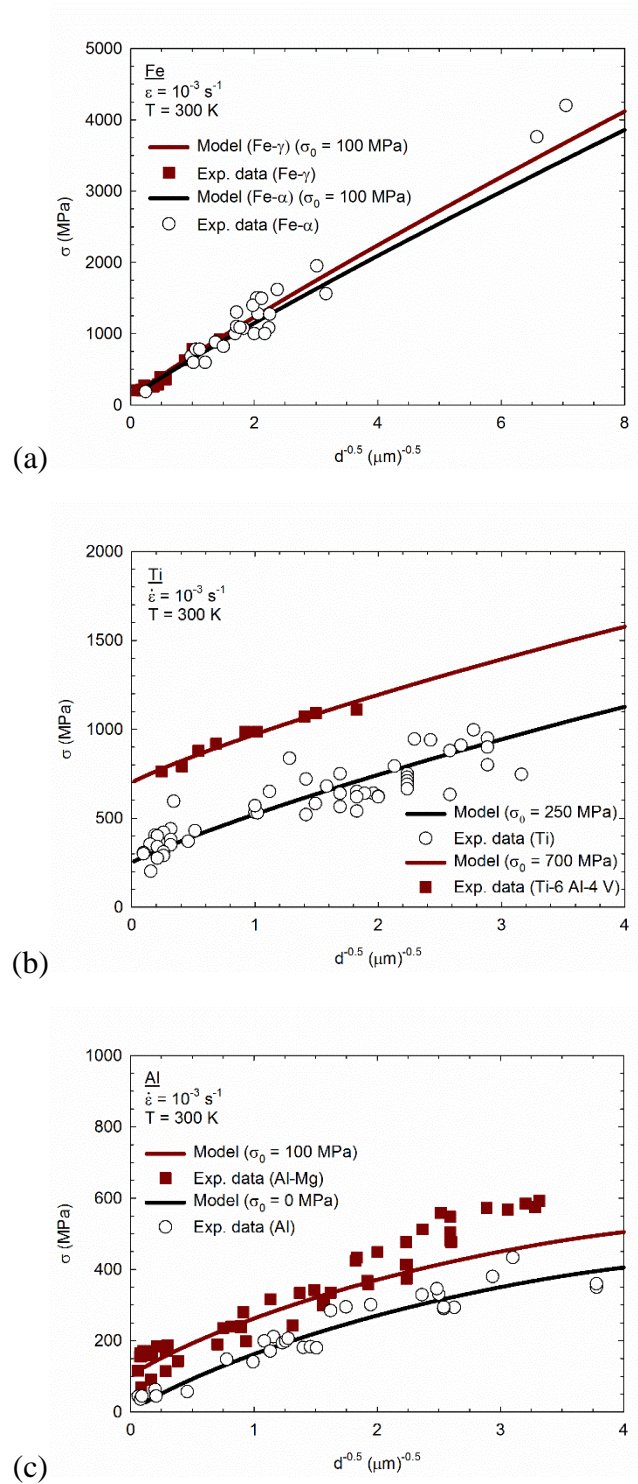 5000
Fe
ε = 10⁻³ s⁻¹
T = 300 K
4000
Model (Fe-γ) (σ₀ = 100 MPa)
Exp. data (Fe-γ)
Model (Fe-α) (σ₀ = 100 MPa)
Exp. data (Fe-α)
3000
σ (MPa)
2000
1000
0
0 2 4 6 8
d⁻⁰·⁵ (μm)⁻⁰·⁵
(a)
2000
Ti
ε̇ = 10⁻³ s⁻¹
T = 300 K
1500
σ (MPa)
1000
500
Model (σ₀ = 250 MPa)
Exp. data (Ti)
Model (σ₀ = 700 MPa)
Exp. data (Ti-6 Al-4 V)
0
0 1 2 3 4
d⁻⁰·⁵ (μm)⁻⁰·⁵
(b)
1000
Al
ε̇ = 10⁻³ s⁻¹
T = 300 K
800
Model (σ₀ = 100 MPa)
Exp. data (Al-Mg)
Model (σ₀ = 0 MPa)
Exp. data (Al)
600
σ (MPa)
400
200
0
0 1 2 3 4
d⁻⁰·⁵ (μm)⁻⁰·⁵
(c)